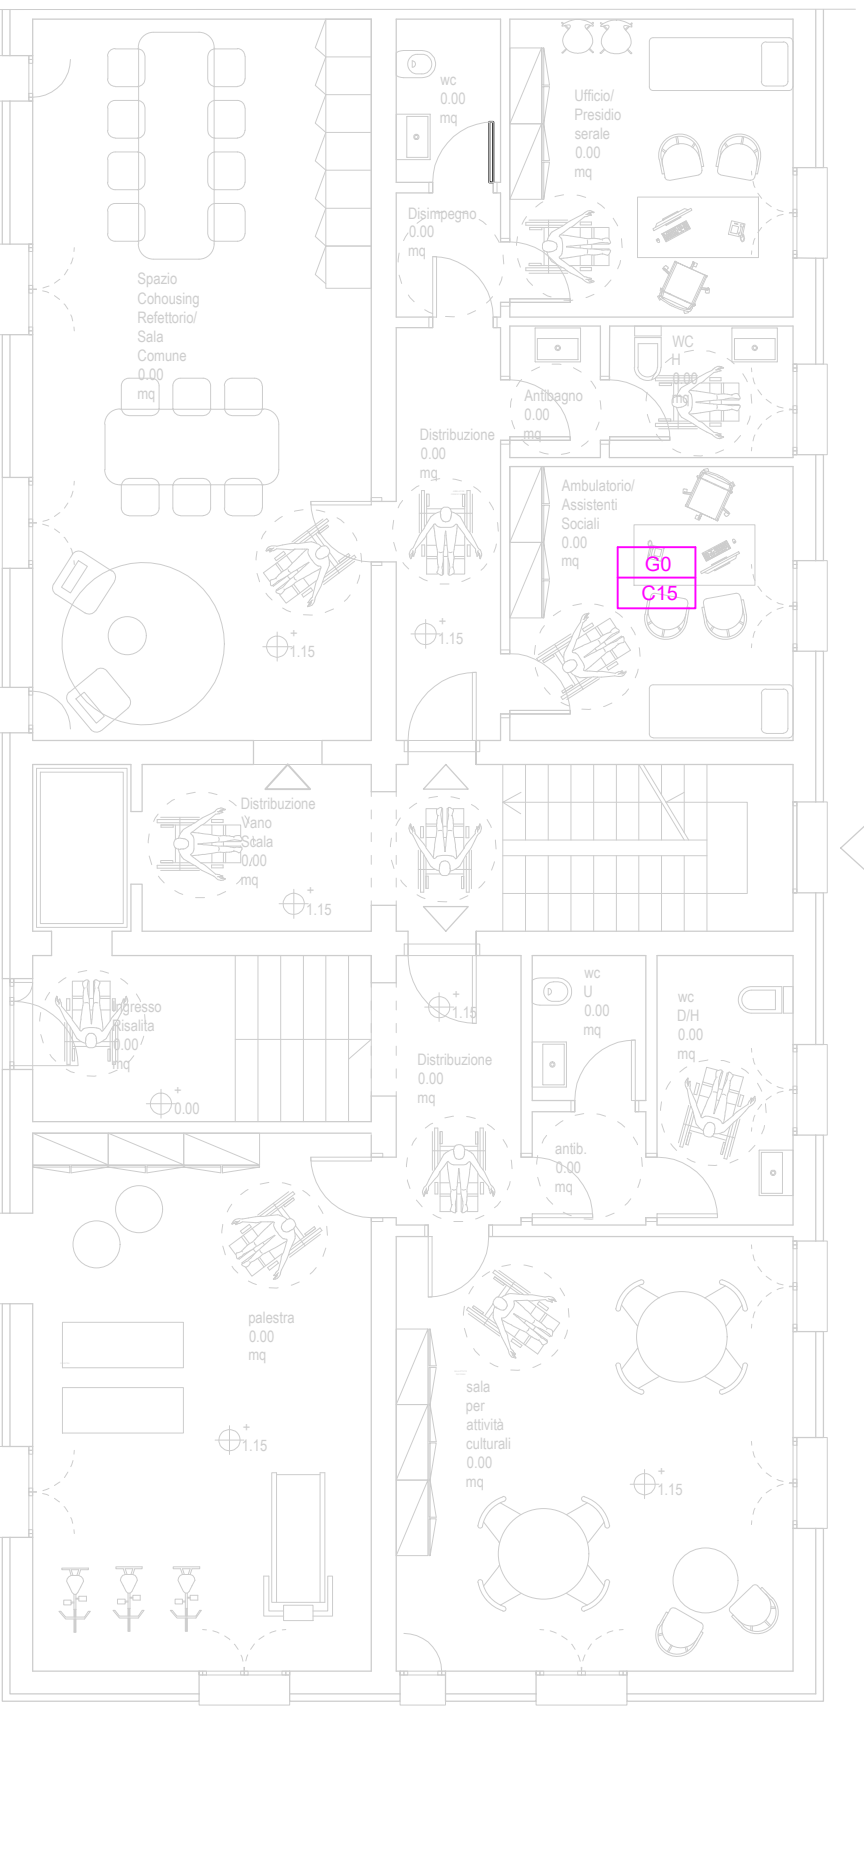 wc
0.00
mq
Ufficio/
Presidio
serale
0.00
mq
Disimpegno
0.00
mq
Spazio
Cohousing
Refettorio/
Sala
Comune
0.00
mq
WC
H
0.00
mq
Antibagno
0.00
mq
Distribuzione
0.00
mq
Ambulatorio/
Assistenti
Sociali
0.00
mq
G0
C15
+
1.15
+
1.15
Distribuzione
Vano
Scala
0.00
mq
+
1.15
wc
U
0.00
mq
wc
D/H
0.00
mq
Ingresso
Risalita
0.00
mq
+
1.15
Distribuzione
0.00
mq
+
0.00
antib.
0.00
mq
palestra
0.00
mq
sala
per
attività
culturali
0.00
mq
+
1.15
+
1.15